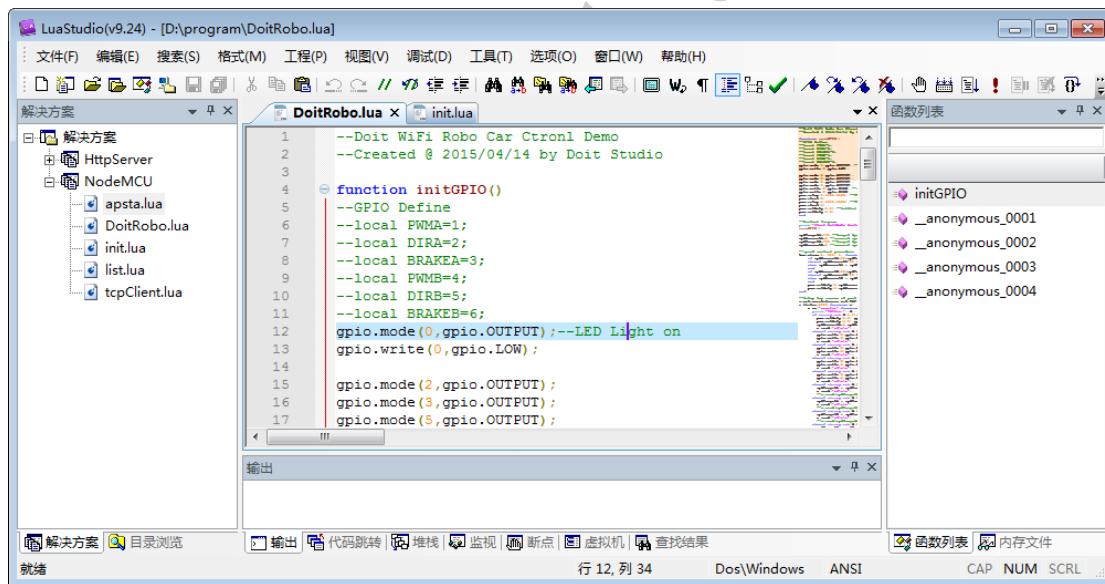 LuaStudio(v9.24) - [D:\program\DoitRobo.lua]
文件(F) 编辑(E) 搜索(S) 格式(M) 工程(P) 视图(V) 调试(D) 工具(T) 选项(O) 窗口(W) 帮助(H)
解决方案
解决方案
HttpServer
NodeMCU
apsta.lua
DoitRobo.lua
init.lua
list.lua
tcpClient.lua
DoitRobo.lua init.lua
1 --Doit WiFi Robo Car Ctronl Demo
2 --Created @ 2015/04/14 by Doit Studio
3
4 function initGPIO()
5 --GPIO Define
6 --local PWMA=1;
7 --local DIRA=2;
8 --local BRAKEA=3;
9 --local PWMB=4;
10 --local DIRB=5;
11 --local BRAKEB=6;
12 gpio.mode(0,gpio.OUTPUT);--LED Light on
13 gpio.write(0,gpio.LOW);
14
15 gpio.mode(2,gpio.OUTPUT);
16 gpio.mode(3,gpio.OUTPUT);
17 gpio.mode(5,gpio.OUTPUT);
函数列表
initGPIO
__anonymous_0001
__anonymous_0002
__anonymous_0003
__anonymous_0004
输出
解决方案 目录浏览
输出 代码跳转 堆栈 监视 断点 虚拟机 查找结果
函数列表 内存文件
就绪 行 12, 列 34 Dos\Windows ANSI CAP NUM SCRL